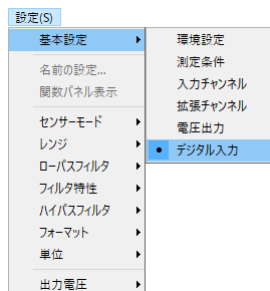 設定(S)
基本設定
名前の設定...
関数パネル表示
センサーモード
レンジ
ローパスフィルタ
フィルタ特性
ハイパスフィルタ
フォーマット
単位
出力電圧
環境設定
測定条件
入力チャンネル
拡張チャンネル
電圧出力
デジタル入力